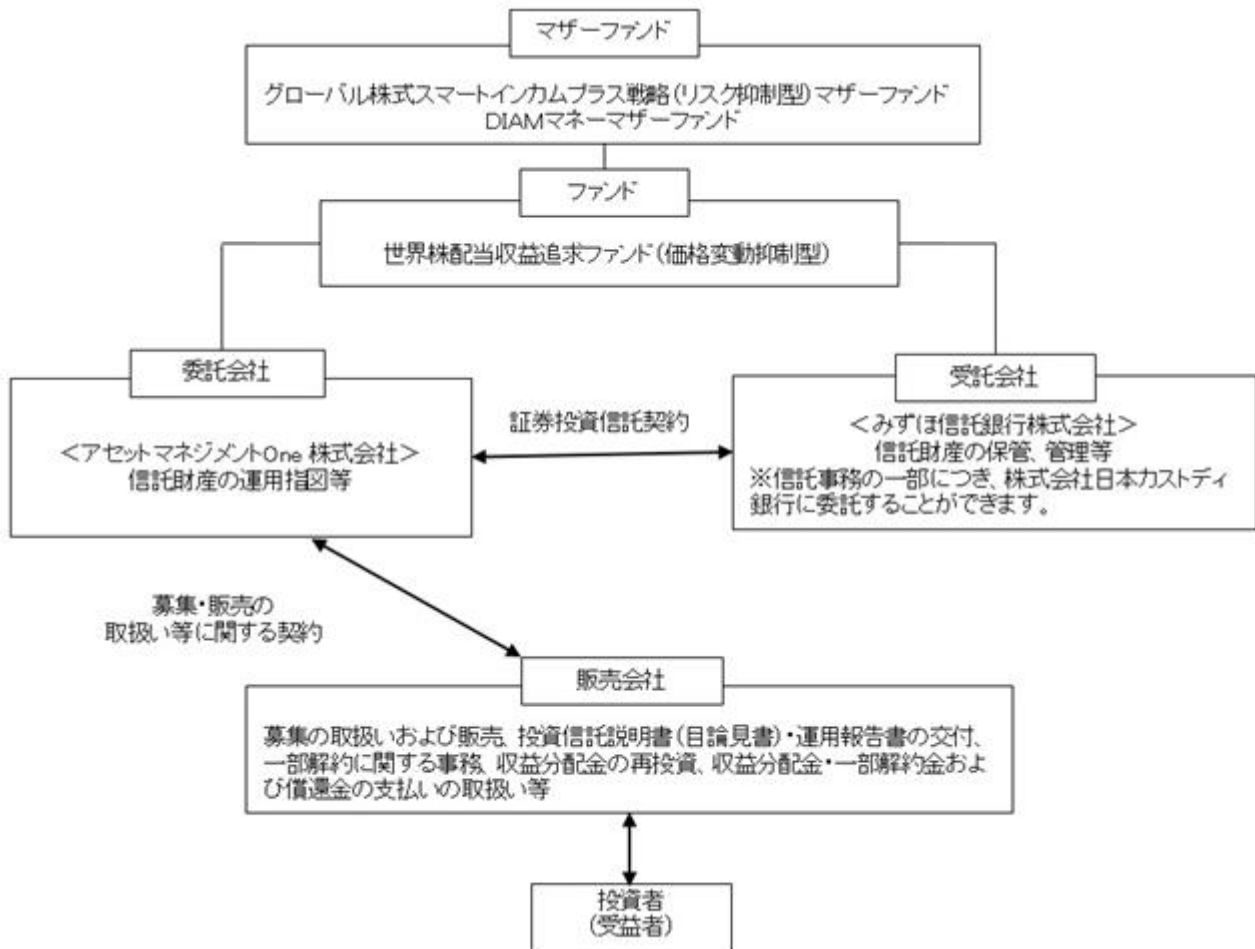 マザーファンド
グローバル株式スマートインカムプラス戦略(リスク抑制型)マザーファンド
DIAMマネーマザーファンド
ファンド
世界株配当収益追求ファンド(価格変動抑制型)
委託会社
<アセットマネジメントOne 株式会社>
信託財産の運用指図等
証券投資信託契約
受託会社
<みずほ信託銀行株式会社>
信託財産の保管、管理等
※信託事務の一部につき、株式会社日本カストディ
銀行に委託することができます。
募集・販売の
取扱い等に関する契約
販売会社
募集の取扱いおよび販売、投資信託説明書(目論見書)・運用報告書の交付、
一部解約に関する事務、収益分配金の再投資、収益分配金・一部解約金およ
び償還金の支払いの取扱い等
投資者
(受益者)